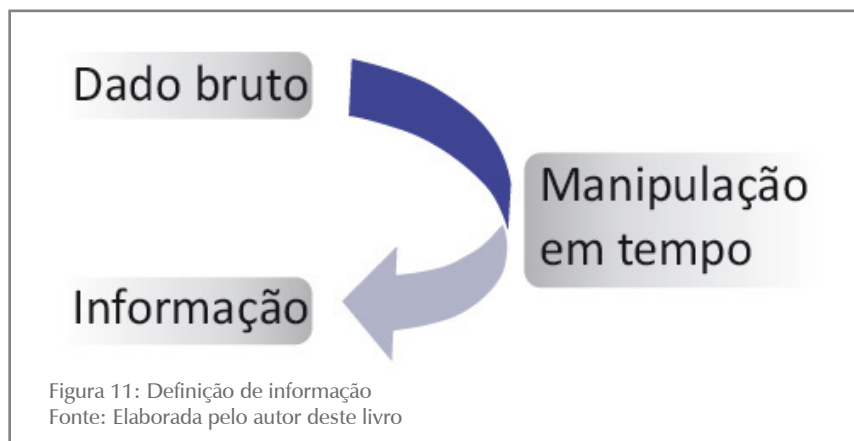 Dado bruto
Manipulação
em tempo
Informação
Figura 11: Definição de informação
Fonte: Elaborada pelo autor deste livro